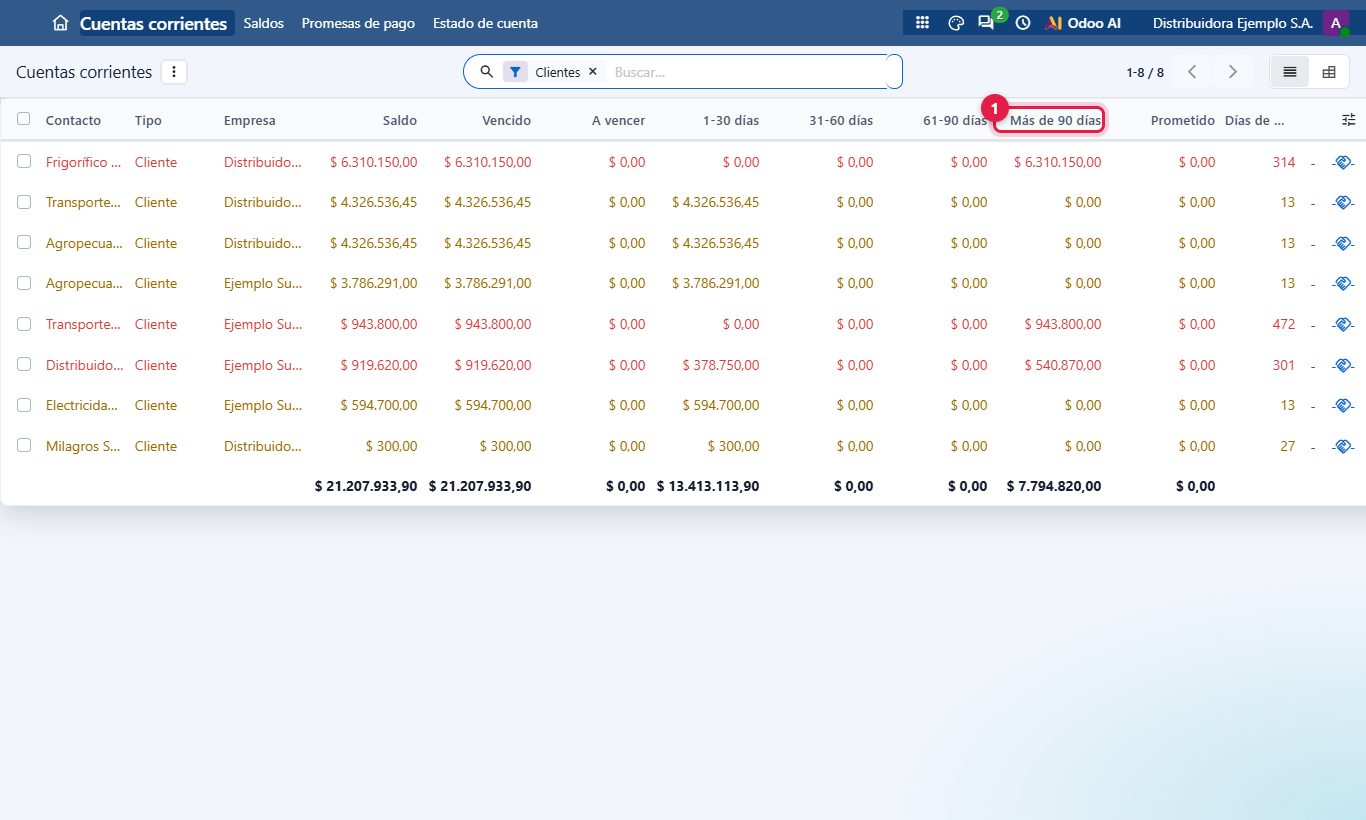 Cuentas corrientes Saldos Promesas de pago Estado de cuenta 2 Odoo AI Distribuidora Ejemplo S.A. A
Cuentas corrientes Clientes × Buscar... 1-8 / 8
1
Contacto Tipo Empresa Saldo Vencido A vencer 1-30 días 31-60 días 61-90 días Más de 90 días Prometido Días de ...
Frigorífico ... Cliente Distribuido... $ 6.310.150,00 $ 6.310.150,00 $ 0,00 $ 0,00 $ 0,00 $ 0,00 $ 6.310.150,00 $ 0,00 314 -
Transporte... Cliente Distribuido... $ 4.326.536,45 $ 4.326.536,45 $ 0,00 $ 4.326.536,45 $ 0,00 $ 0,00 $ 0,00 $ 0,00 13 -
Agropecua... Cliente Distribuido... $ 4.326.536,45 $ 4.326.536,45 $ 0,00 $ 4.326.536,45 $ 0,00 $ 0,00 $ 0,00 $ 0,00 13 -
Agropecua... Cliente Ejemplo Su... $ 3.786.291,00 $ 3.786.291,00 $ 0,00 $ 3.786.291,00 $ 0,00 $ 0,00 $ 0,00 $ 0,00 13 -
Transporte... Cliente Ejemplo Su... $ 943.800,00 $ 943.800,00 $ 0,00 $ 0,00 $ 0,00 $ 0,00 $ 943.800,00 $ 0,00 472 -
Distribuido... Cliente Ejemplo Su... $ 919.620,00 $ 919.620,00 $ 0,00 $ 378.750,00 $ 0,00 $ 0,00 $ 540.870,00 $ 0,00 301 -
Electricida... Cliente Ejemplo Su... $ 594.700,00 $ 594.700,00 $ 0,00 $ 594.700,00 $ 0,00 $ 0,00 $ 0,00 $ 0,00 13 -
Milagros S... Cliente Distribuido... $ 300,00 $ 300,00 $ 0,00 $ 300,00 $ 0,00 $ 0,00 $ 0,00 $ 0,00 27 -
$ 21.207.933,90 $ 21.207.933,90 $ 0,00 $ 13.413.113,90 $ 0,00 $ 0,00 $ 7.794.820,00 $ 0,00